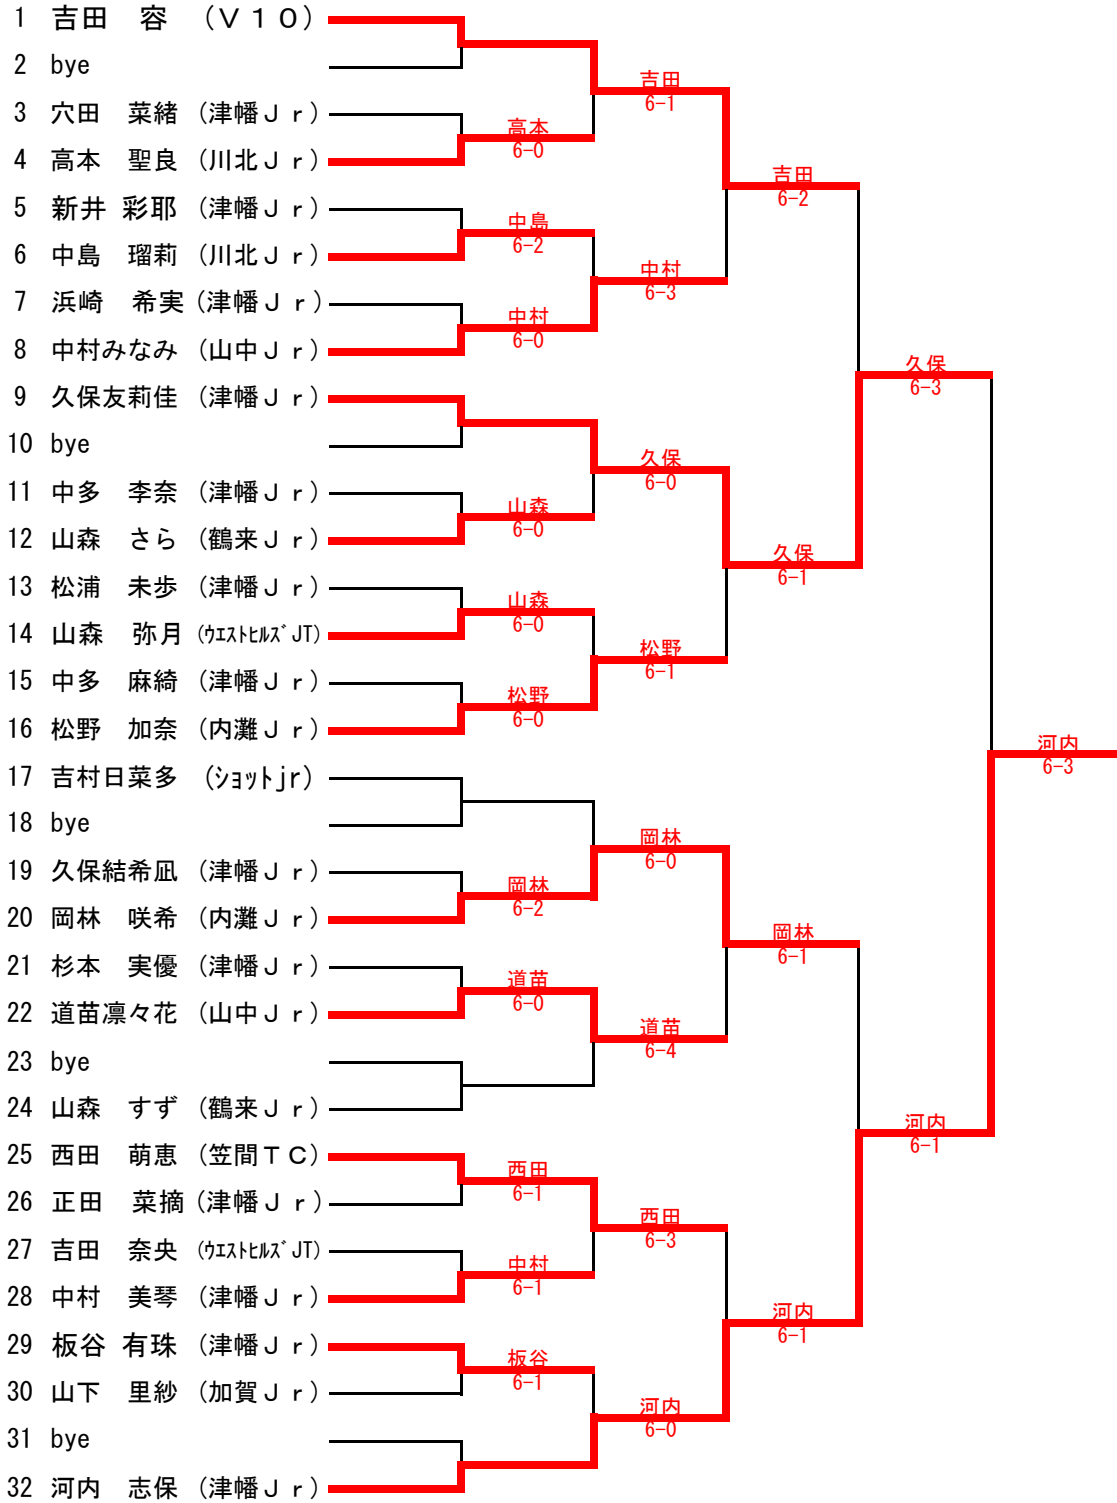 1 吉田　容 （Ｖ１０）
2 bye
吉田
6-1
3 穴田　菜緒 （津幡Ｊｒ）
高本
6-0
4 高本　聖良 （川北Ｊｒ）
吉田
6-2
5 新井 彩耶 （津幡Ｊｒ）
中島
6-2
6 中島　瑠莉 （川北Ｊｒ）
中村
6-3
7 浜崎　希実 （津幡Ｊｒ）
中村
6-0
8 中村みなみ （山中Ｊｒ）
久保
6-3
9 久保友莉佳 （津幡Ｊｒ）
10 bye
久保
6-0
11 中多　李奈 （津幡Ｊｒ）
山森
6-0
12 山森　さら （鶴来Ｊｒ）
久保
6-1
13 松浦　未歩 （津幡Ｊｒ）
山森
6-0
14 山森　弥月 （ｳｴｽﾄﾋﾙｽﾞJT）
松野
6-1
15 中多　麻綺 （津幡Ｊｒ）
松野
6-0
16 松野　加奈 （内灘Ｊｒ）
河内
6-3
17 吉村日菜多 （ｼｮｯﾄjr）
18 bye
岡林
6-0
19 久保結希凪 （津幡Ｊｒ）
岡林
6-2
20 岡林　咲希 （内灘Ｊｒ）
岡林
6-1
21 杉本　実優 （津幡Ｊｒ）
道苗
6-0
22 道苗凛々花 （山中Ｊｒ）
道苗
6-4
23 bye
24 山森　すず （鶴来Ｊｒ）
河内
6-1
25 西田　萌恵 （笠間ＴＣ）
西田
6-1
26 正田　菜摘 （津幡Ｊｒ）
西田
6-3
27 吉田　奈央 （ｳｴｽﾄﾋﾙｽﾞJT）
中村
6-1
28 中村　美琴 （津幡Ｊｒ）
河内
6-1
29 板谷 有珠 （津幡Ｊｒ）
板谷
6-1
30 山下　里紗 （加賀Ｊｒ）
河内
6-0
31 bye
32 河内　志保 （津幡Ｊｒ）